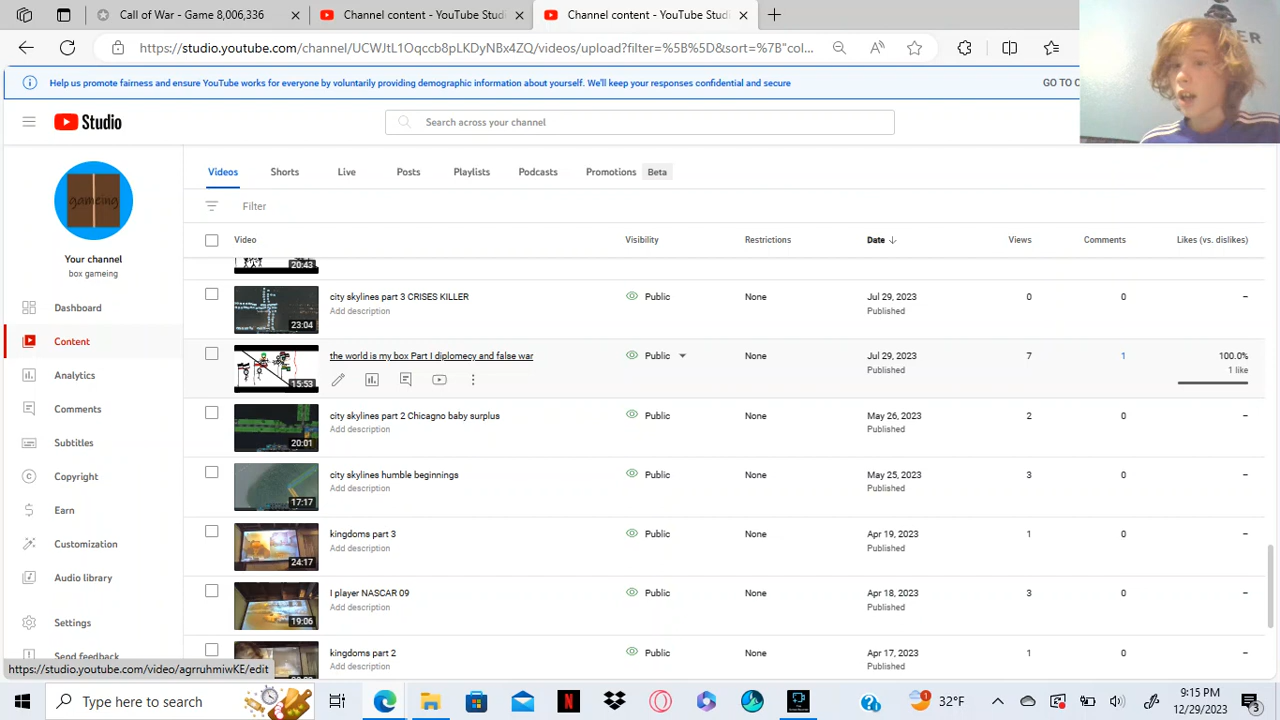 Call of War - Game 8,006,335
Channel content - YouTube Studio
Channel content - YouTube Studio
https://studio.youtube.com/channel/UCWJtL1Oqccb8pLKDyNBx4ZQ/videos/upload?filter=%5B%5D&sort=%7B"col...
Help us promote fairness and ensure YouTube works for everyone by voluntarily providing demographic information about yourself. We'll keep your responses confidential and secure
GO TO
Studio
Search across your channel
Videos Shorts Live Posts Playlists Podcasts Promotions Beta
Filter
gameing
Your channel
box gameing
Dashboard
Content
Analytics
Comments
Subtitles
Copyright
Earn
Customization
Audio library
Settings
Send feedback
Video Visibility Restrictions Date Views Comments Likes (vs. dislikes)
20:43
city skylines part 3 CRISES KILLER Public None Jul 29, 2023 0 0 –
Add description Published
23:04
the world is my box Part I diplomecy and false war Public None Jul 29, 2023 7 1 100.0%
Published 1 like
15:53
city skylines part 2 Chicagno baby surplus Public None May 26, 2023 2 0 –
Add description Published
20:01
city skylines humble beginnings Public None May 25, 2023 3 0 –
Add description Published
17:17
kingdoms part 3 Public None Apr 19, 2023 1 0 –
Add description Published
24:17
I player NASCAR 09 Public None Apr 18, 2023 3 0 –
Add description Published
19:06
kingdoms part 2 Public None Apr 17, 2023 1 0 –
Add description Published
https://studio.youtube.com/video/agrruhmiwKE/edit
Type here to search
1
32°F
9:15 PM
12/29/2023
3